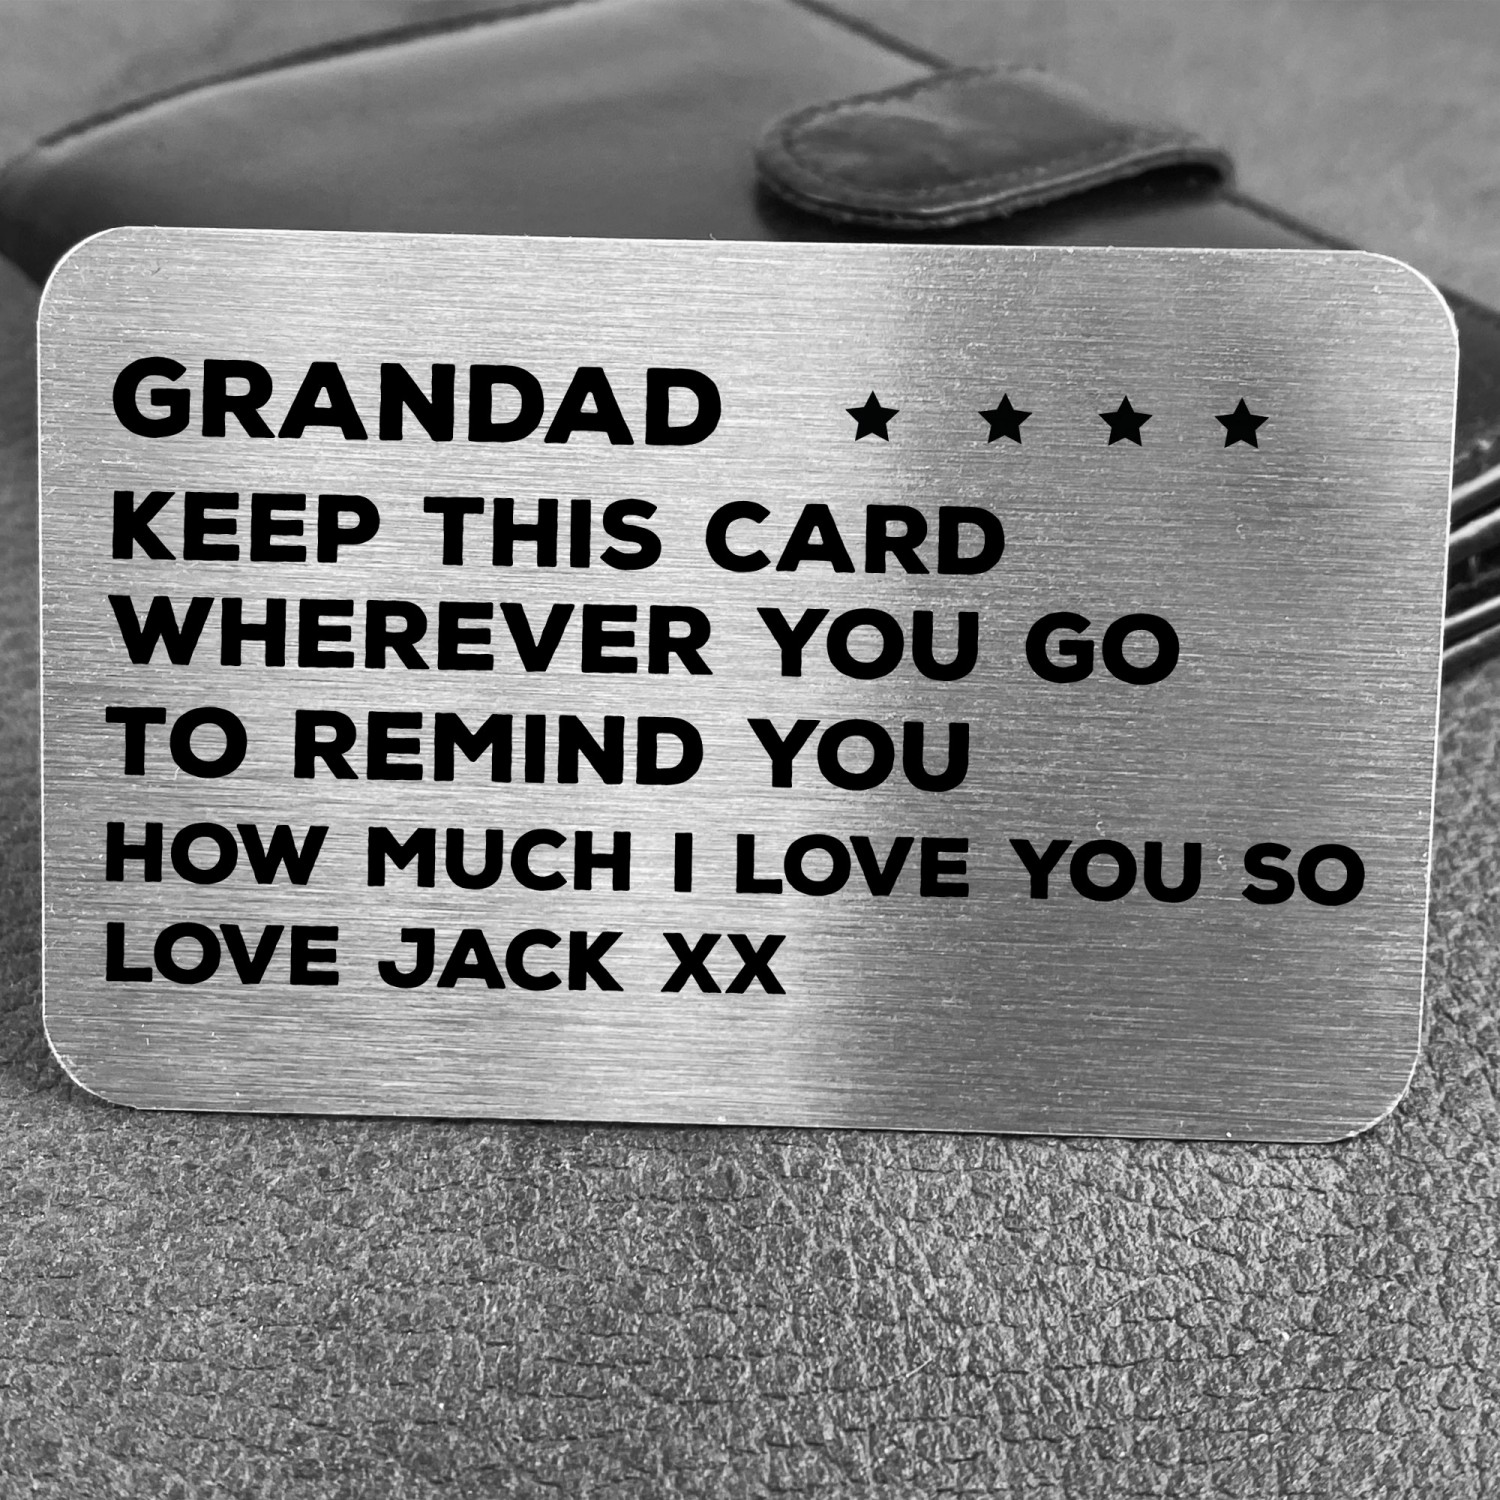 GRANDAD ★ ★ ★ ★
KEEP THIS CARD
WHEREVER YOU GO
TO REMIND YOU
HOW MUCH I LOVE YOU SO
LOVE JACK XX